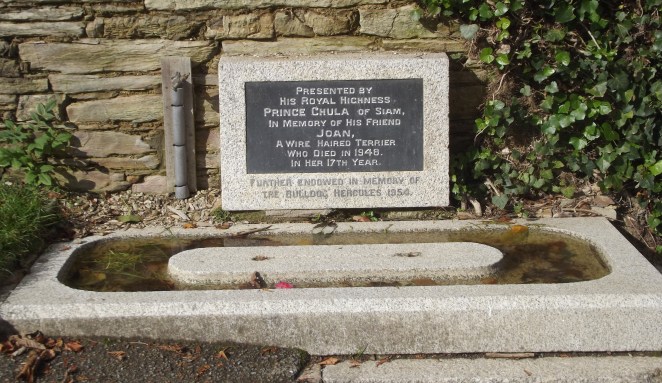 PRESENTED BY
HIS ROYAL HIGHNESS
PRINCE CHULA OF SIAM,
IN MEMORY OF HIS FRIEND
JOAN,
A WIRE HAIRED TERRIER
WHO DIED IN 1948.
IN HER 17TH YEAR.
FURTHER ENDOWED IN MEMORY OF
THE BULLDOG HERCULES 1954.